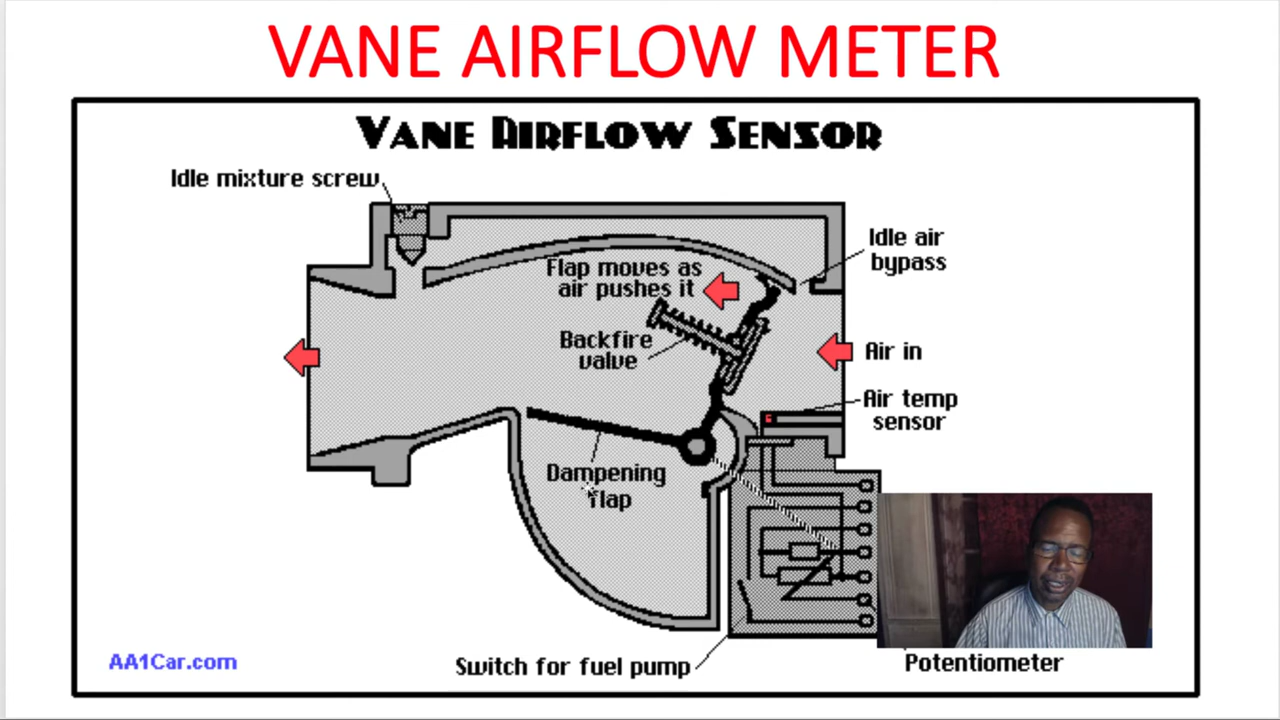 VANE AIRFLOW METER
VANE AIRFLOW SENSOR
Idle mixture screw
Idle air
bypass
Flap moves as
air pushes it
Backfire
valve
Air in
Air temp
sensor
Dampening
flap
AA1Car.com
Switch for fuel pump
Potentiometer